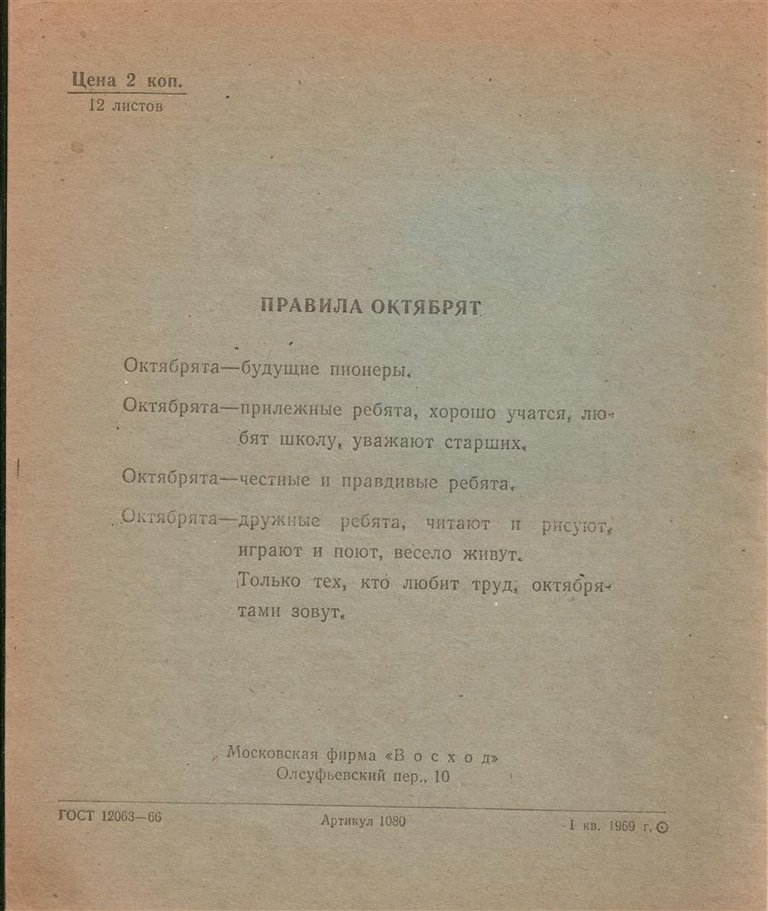 Цена 2 коп.
12 листов
ПРАВИЛА ОКТЯБРЯТ
Октябрята—будущие пионеры.
Октябрята—прилежные ребята, хорошо учатся, лю-
бят школу, уважают старших.
Октябрята—честные и правдивые ребята.
Октябрята—дружные ребята, читают и рисуют,
играют и поют, весело живут.
Только тех, кто любит труд, октября-
тами зовут.
Московская фирма «В о с х о д»
Олсуфьевский пер., 10
ГОСТ 12063—66 Артикул 1080 I кв. 1969 г.